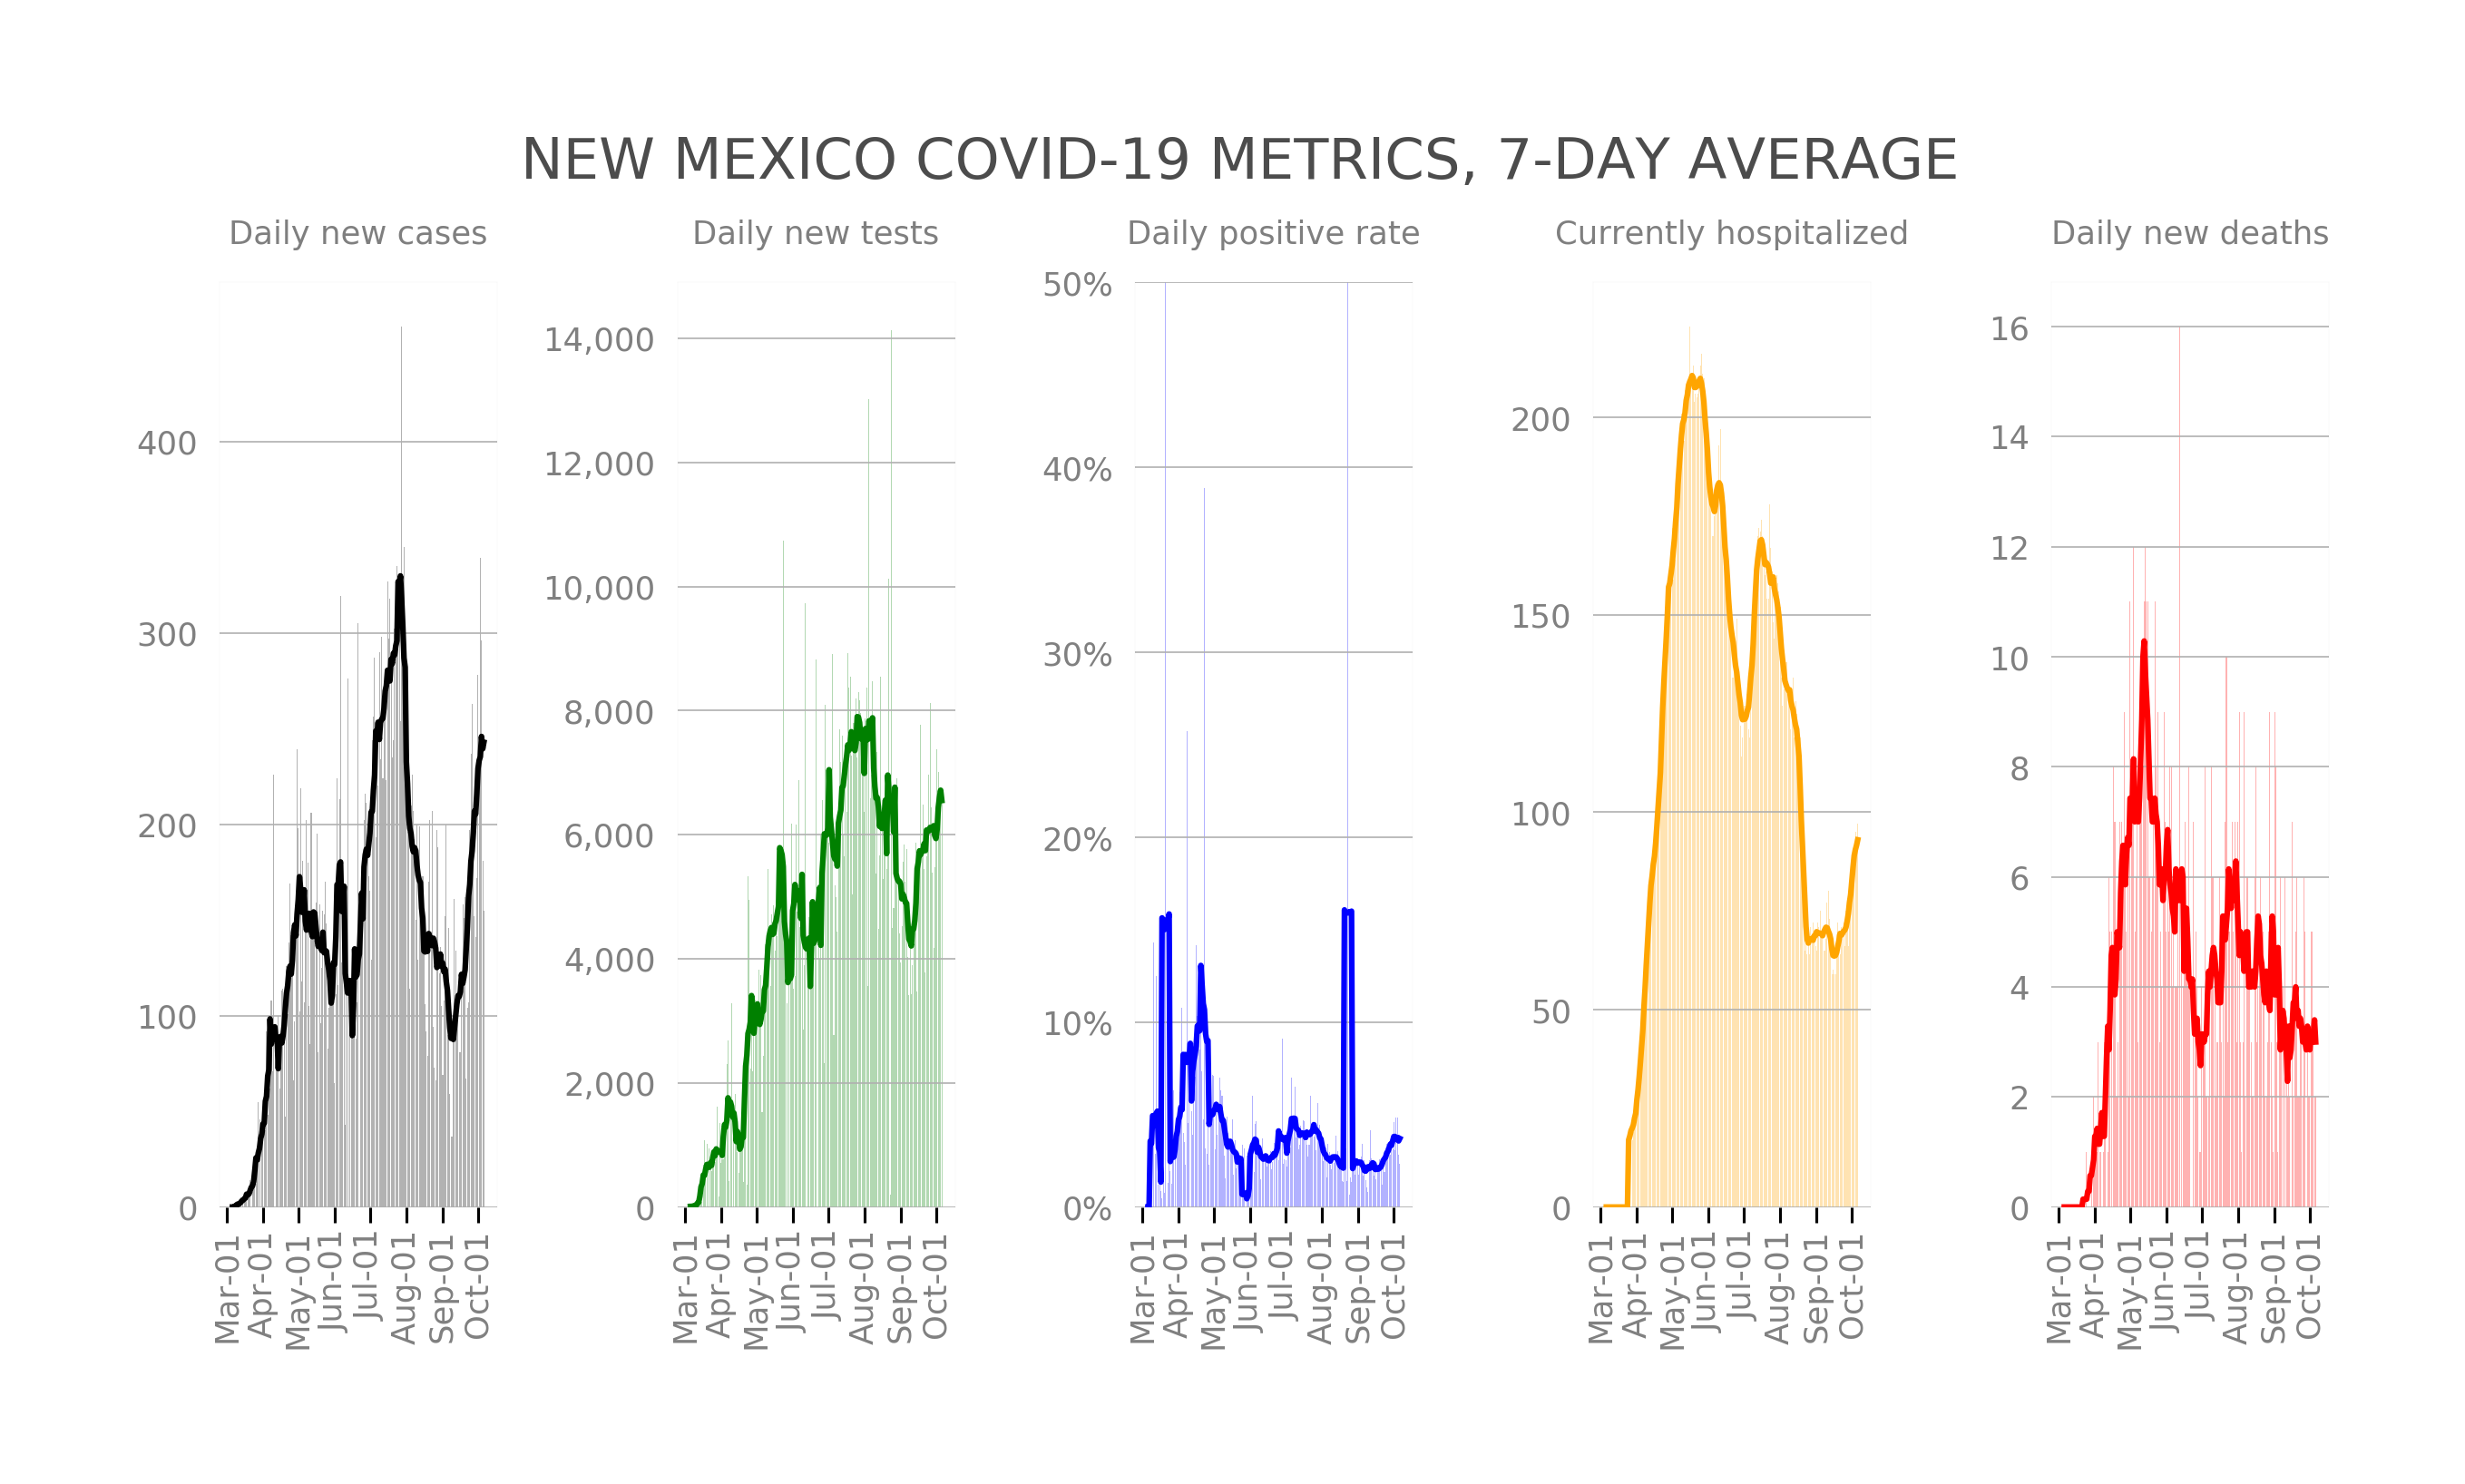 NEW MEXICO COVID-19 METRICS, 7-DAY AVERAGE
Daily new cases
400
300
200
100
0
Mar-01
Apr-01
May-01
Jun-01
Jul-01
Aug-01
Sep-01
Oct-01
Daily new tests
14,000
12,000
10,000
8,000
6,000
4,000
2,000
0
Mar-01
Apr-01
May-01
Jun-01
Jul-01
Aug-01
Sep-01
Oct-01
Daily positive rate
50%
40%
30%
20%
10%
0%
Mar-01
Apr-01
May-01
Jun-01
Jul-01
Aug-01
Sep-01
Oct-01
Currently hospitalized
200
150
100
50
0
Mar-01
Apr-01
May-01
Jun-01
Jul-01
Aug-01
Sep-01
Oct-01
Daily new deaths
16
14
12
10
8
6
4
2
0
Mar-01
Apr-01
May-01
Jun-01
Jul-01
Aug-01
Sep-01
Oct-01